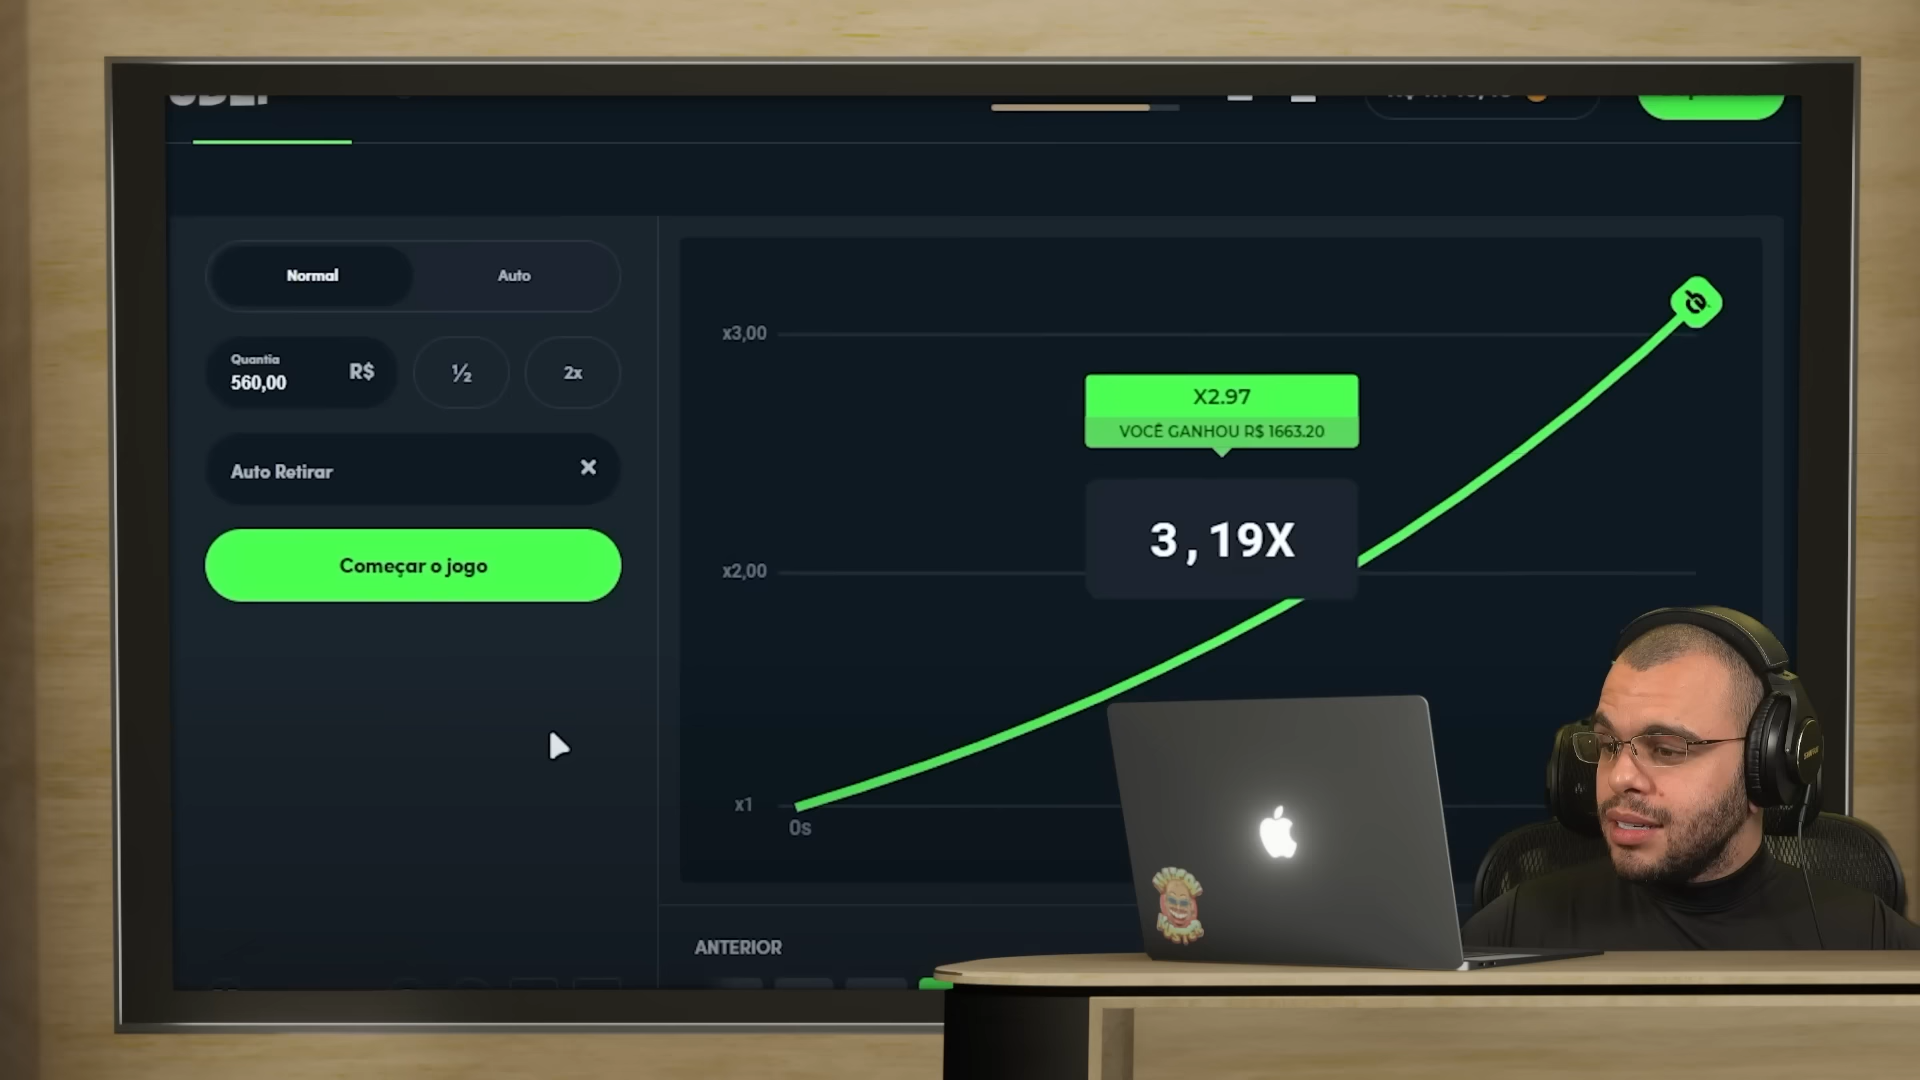 Normal
Auto
Quantia
560,00
R$
½
2x
Auto Retirar
Começar o jogo
x3,00
X2.97
VOCÊ GANHOU R$ 1663.20
3,19X
x2,00
x1
0s
ANTERIOR